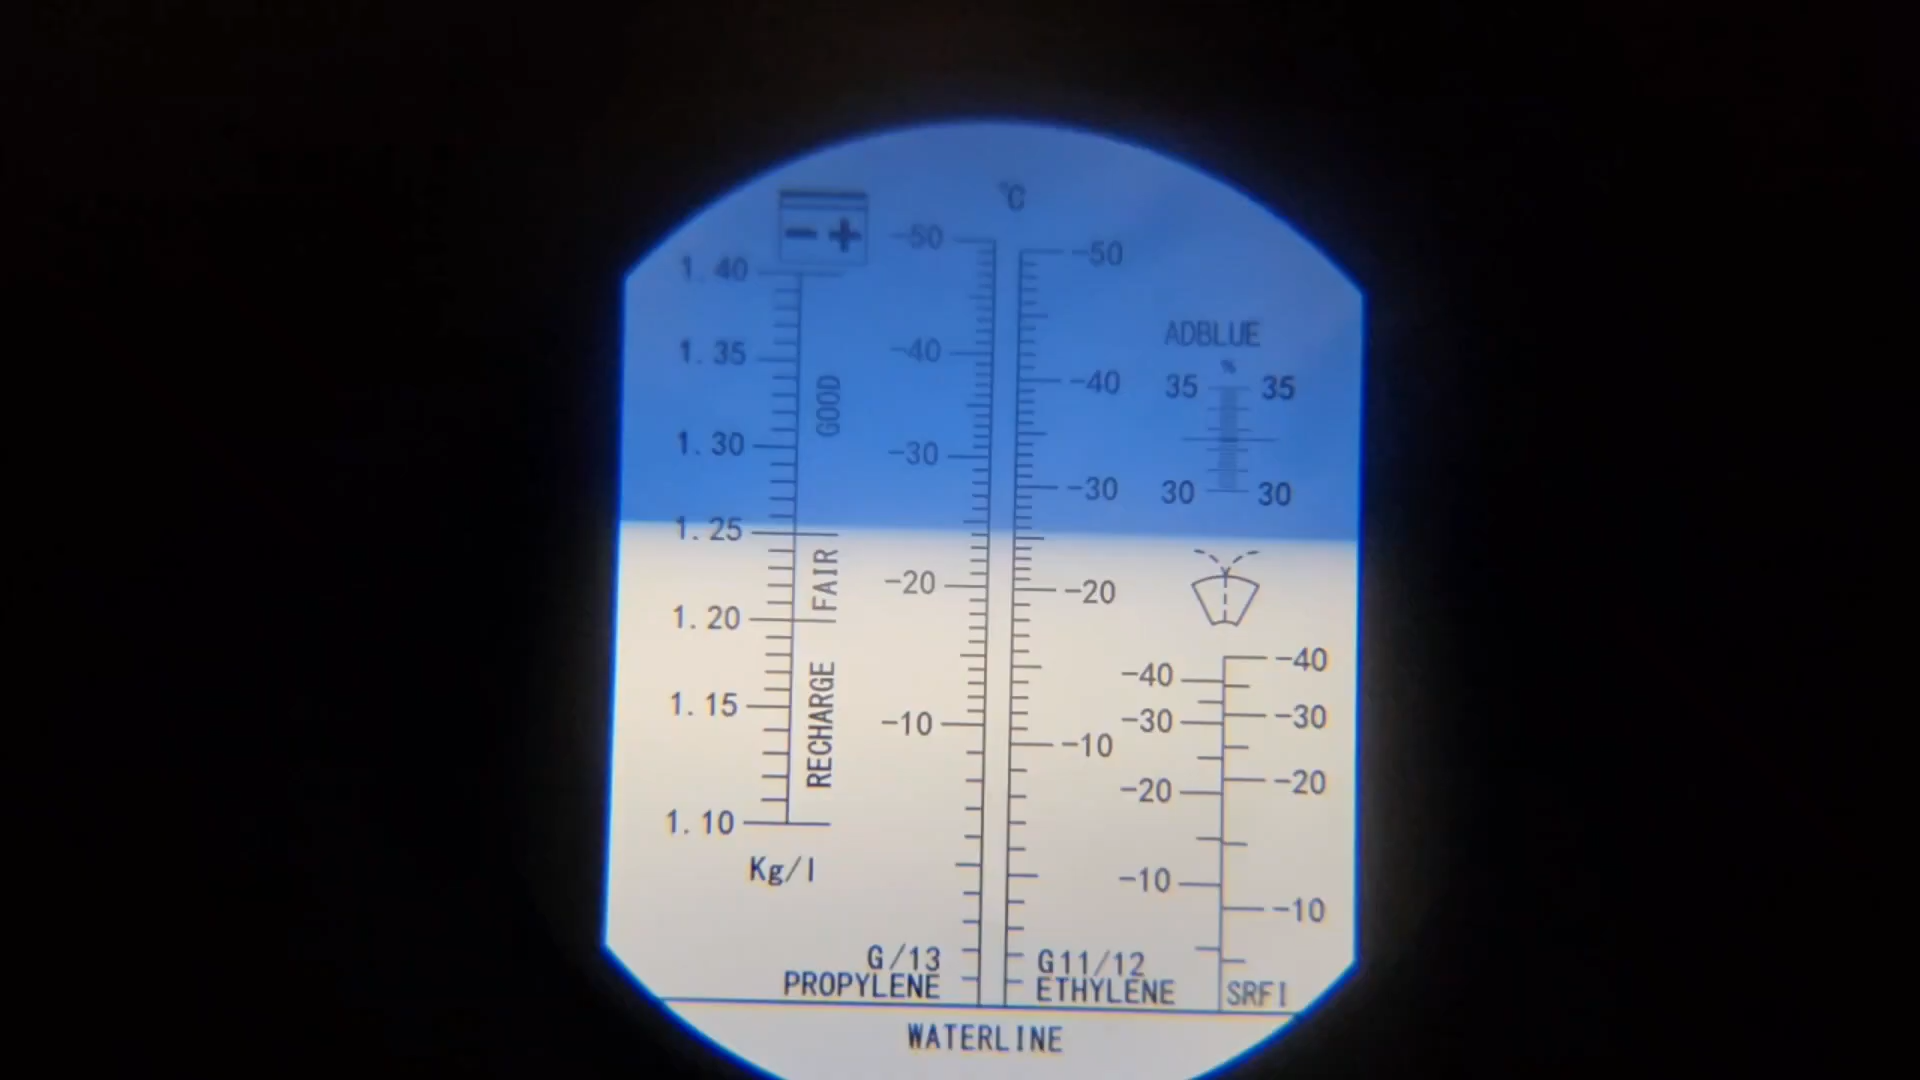 °C
- +
-50
-50
1.40
ADBLUE
%
1.35
-40
-40
35
35
GOOD
1.30
-30
-30
30
30
1.25
FAIR
-20
-20
1.20
RECHARGE
-40
-40
1.15
-10
-10
-30
-30
-20
-20
1.10
Kg/l
-10
-10
G/13
PROPYLENE
G11/12
ETHYLENE
SRFI
WATERLINE